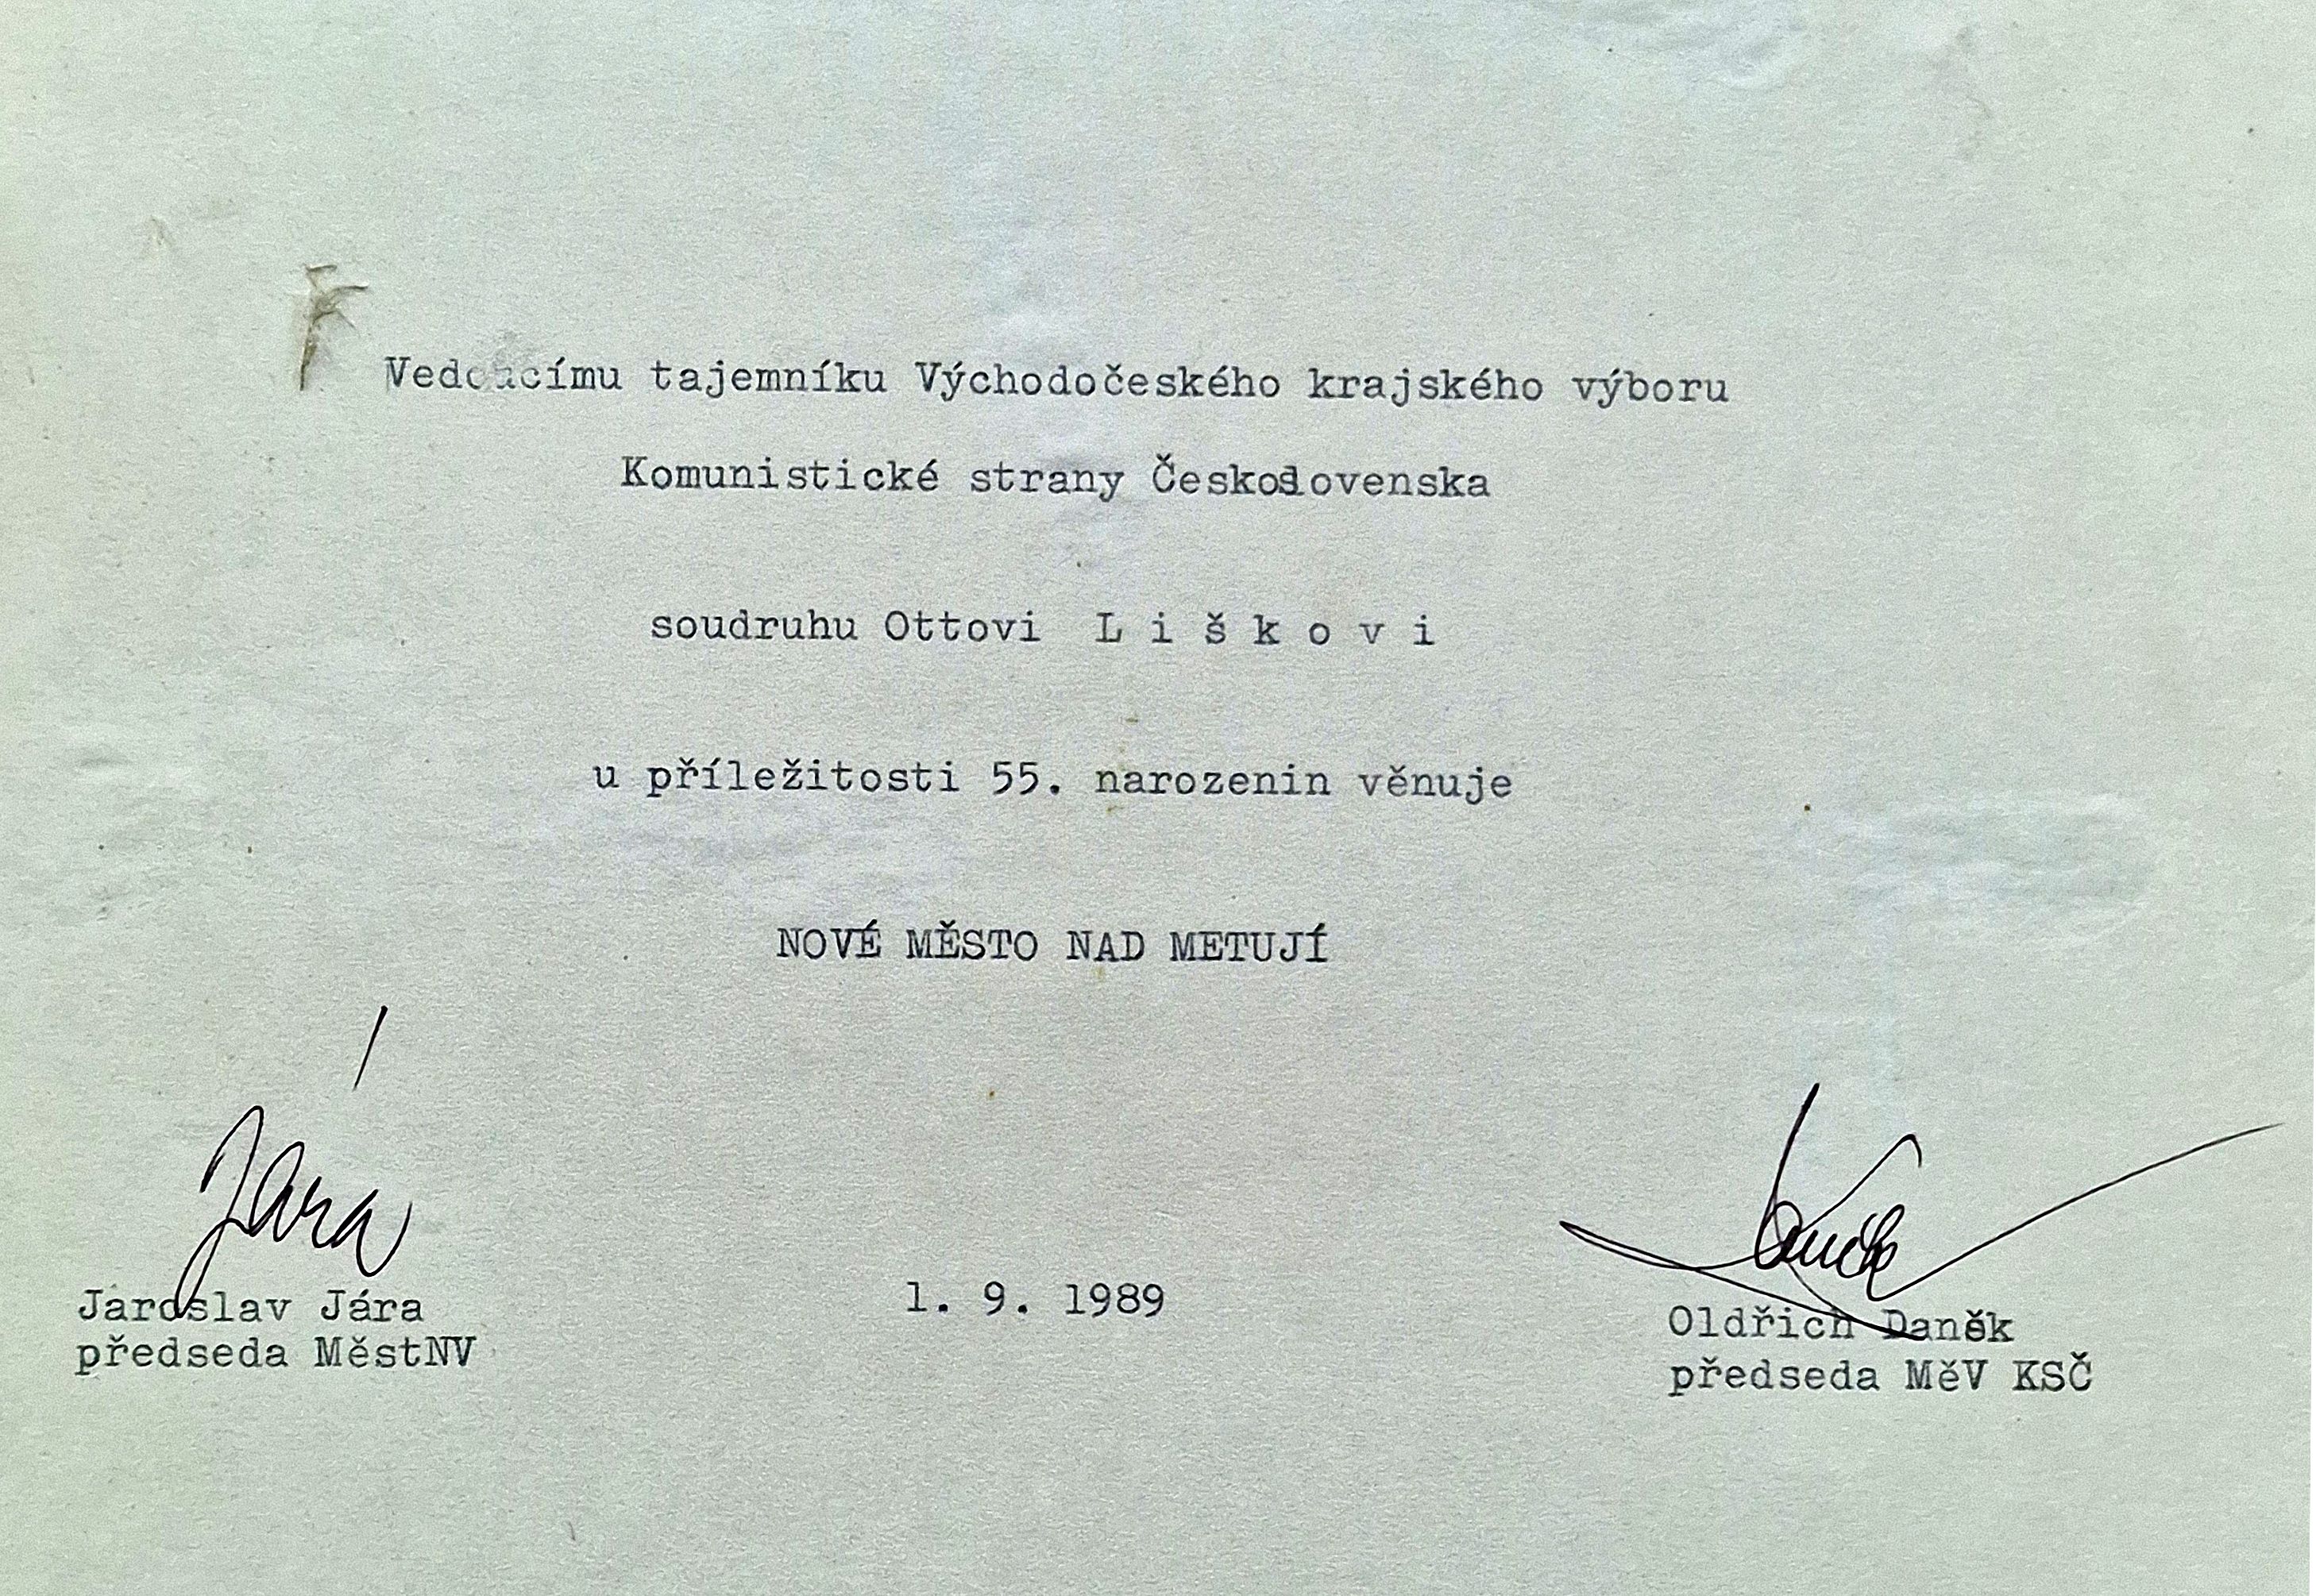 Vedoucímu tajemníku Východočeského krajského výboru
Komunistické strany Československa
soudruhu Ottovi L i š k o v i
u příležitosti 55. narozenin věnuje
NOVÉ MĚSTO NAD METUJÍ
Jára
Daněk
Jaroslav Jára
předseda MěstNV
1. 9. 1989
Oldřich Daněk
předseda MěV KSČ